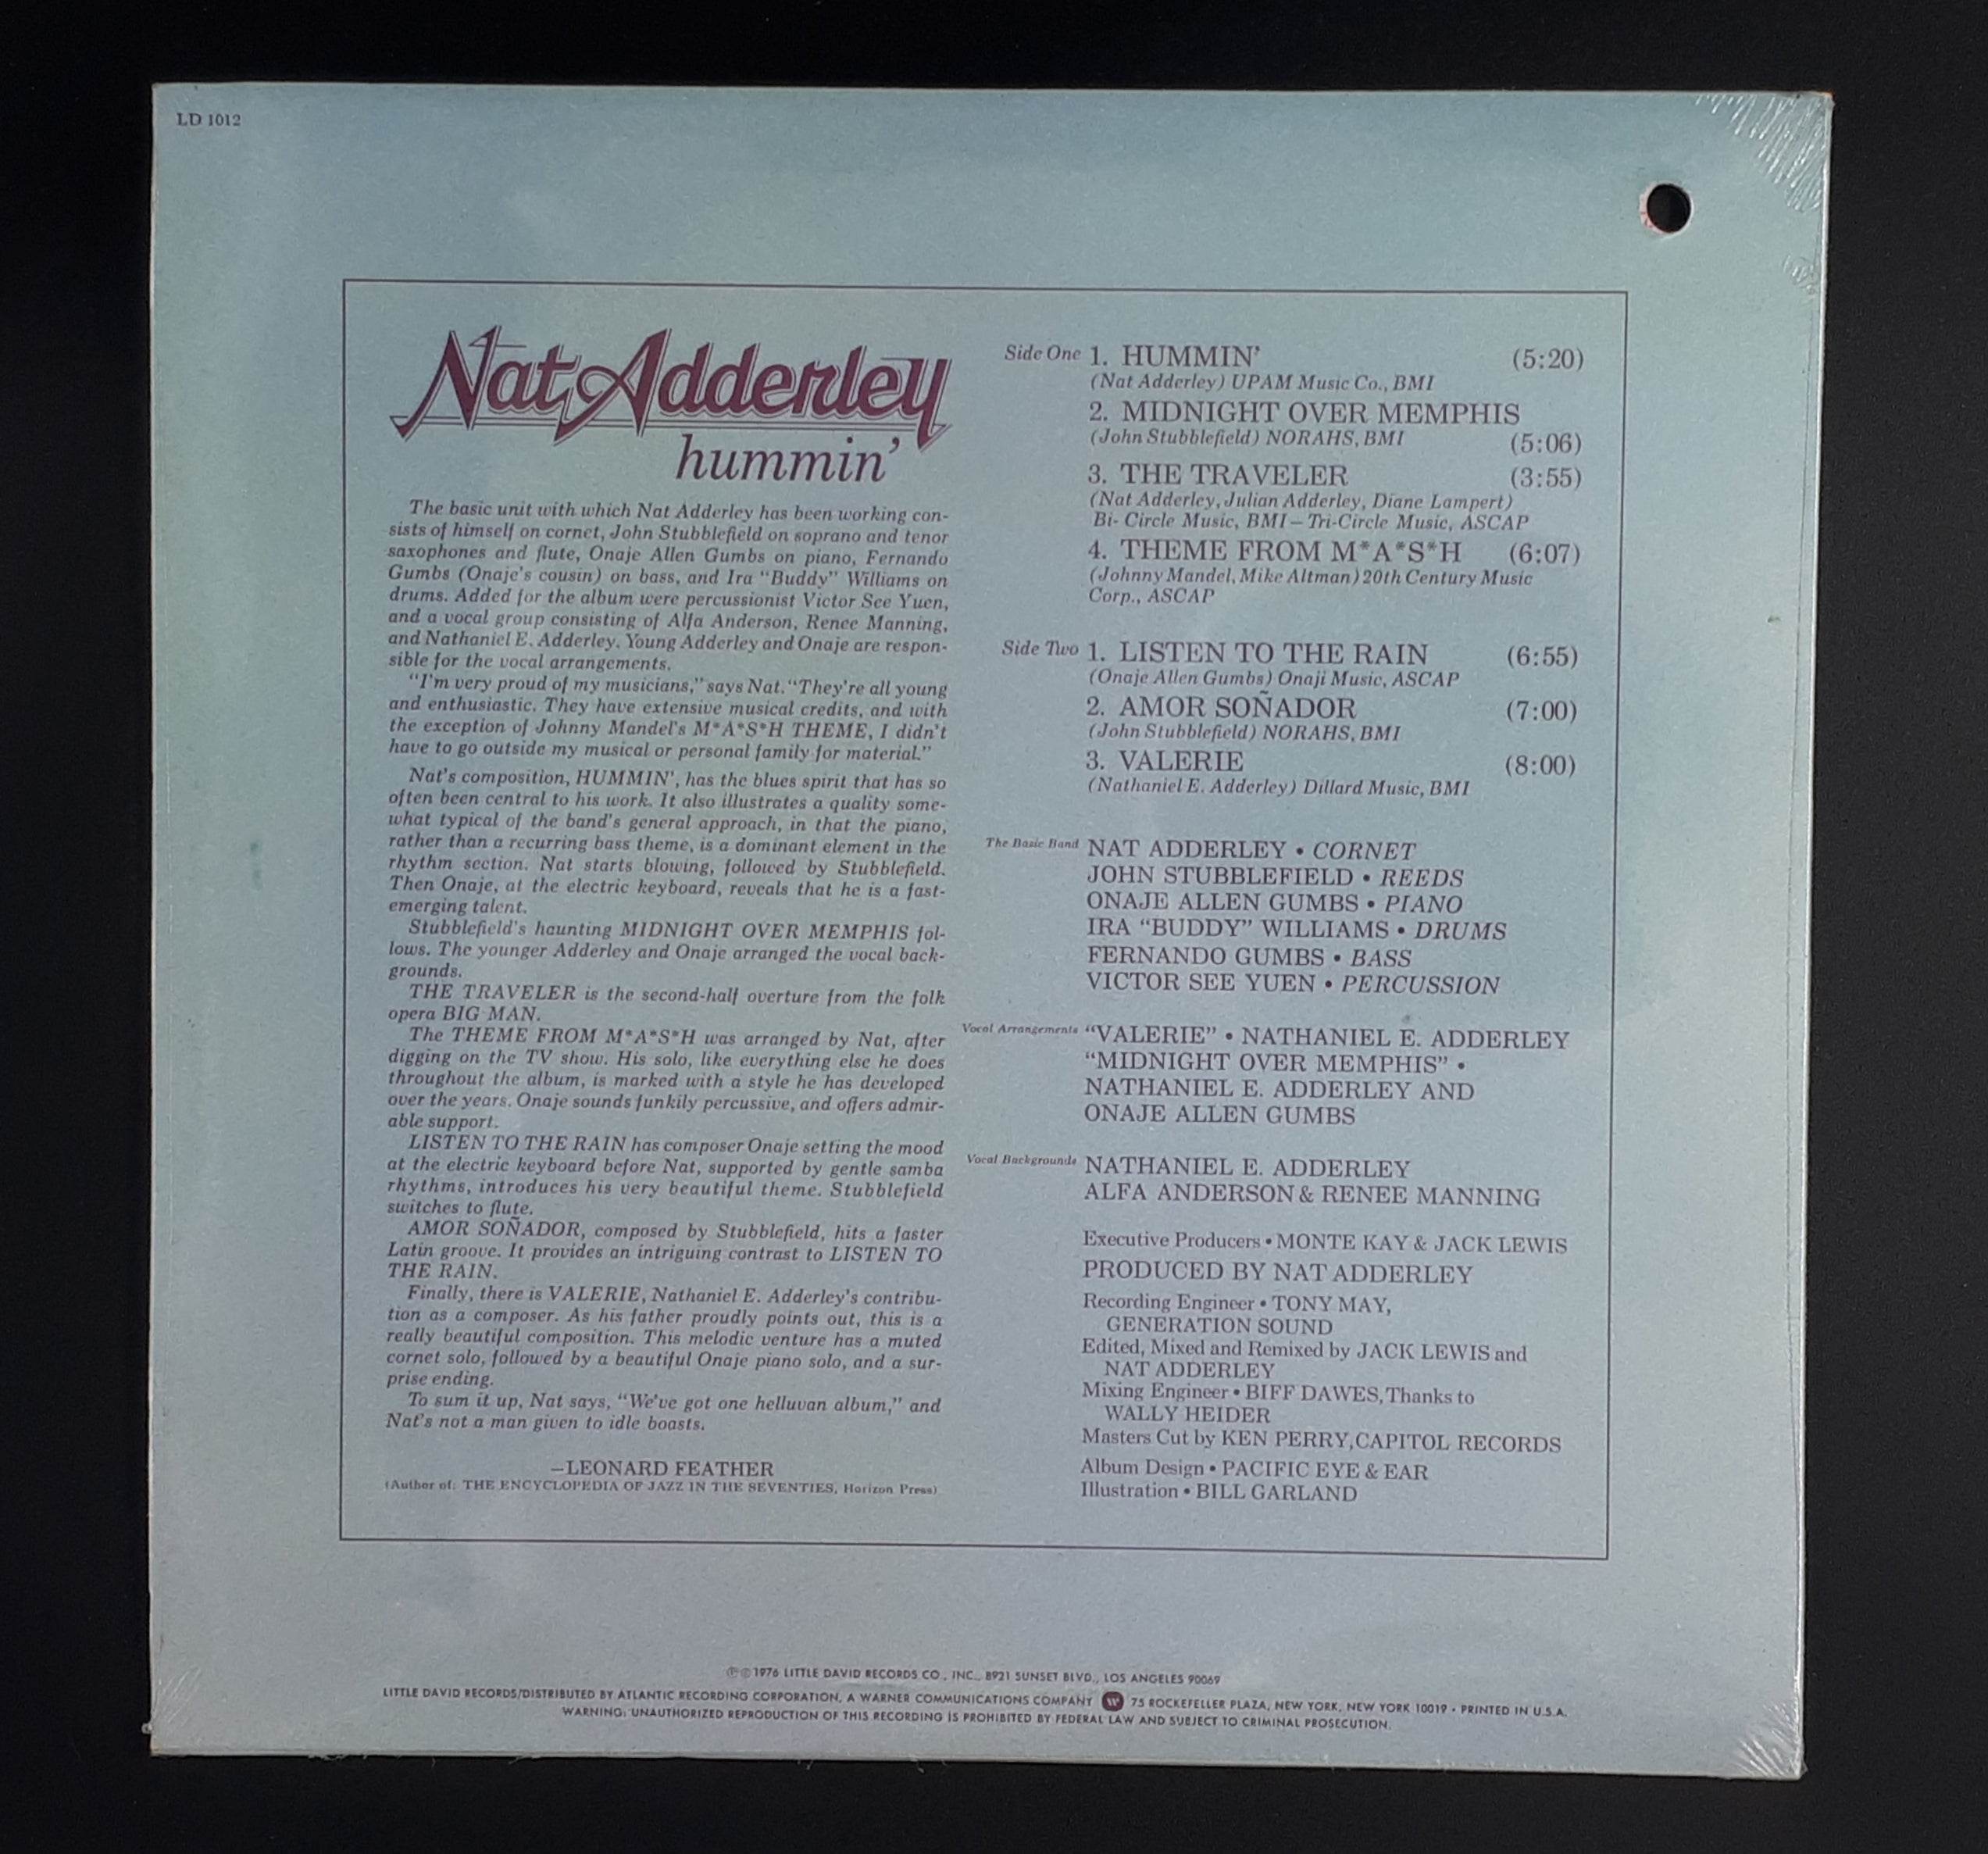 LD 1012
Nat Adderley
hummin’
The basic unit with which Nat Adderley has been working con-
sists of himself on cornet, John Stubblefield on soprano and tenor
saxophones and flute, Onaje Allen Gumbs on piano, Fernando
Gumbs (Onaje's cousin) on bass, and Ira “Buddy” Williams on
drums. Added for the album were percussionist Victor See Yuen,
and a vocal group consisting of Alfa Anderson, Renee Manning,
and Nathaniel E. Adderley. Young Adderley and Onaje are respon-
sible for the vocal arrangements.
“I'm very proud of my musicians,” says Nat. “They're all young
and enthusiastic. They have extensive musical credits, and with
the exception of Johnny Mandel's M*A*S*H THEME, I didn't
have to go outside my musical or personal family for material.”
Nat's composition, HUMMIN', has the blues spirit that has so
often been central to his work. It also illustrates a quality some-
what typical of the band's general approach, in that the piano,
rather than a recurring bass theme, is a dominant element in the
rhythm section. Nat starts blowing, followed by Stubblefield.
Then Onaje, at the electric keyboard, reveals that he is a fast-
emerging talent.
Stubblefield's haunting MIDNIGHT OVER MEMPHIS fol-
lows. The younger Adderley and Onaje arranged the vocal back-
grounds.
THE TRAVELER is the second-half overture from the folk
opera BIG MAN.
The THEME FROM M*A*S*H was arranged by Nat, after
digging on the TV show. His solo, like everything else he does
throughout the album, is marked with a style he has developed
over the years. Onaje sounds funkily percussive, and offers admir-
able support.
LISTEN TO THE RAIN has composer Onaje setting the mood
at the electric keyboard before Nat, supported by gentle samba
rhythms, introduces his very beautiful theme. Stubblefield
switches to flute.
AMOR SOÑADOR, composed by Stubblefield, hits a faster
Latin groove. It provides an intriguing contrast to LISTEN TO
THE RAIN.
Finally, there is VALERIE, Nathaniel E. Adderley's contribu-
tion as a composer. As his father proudly points out, this is a
really beautiful composition. This melodic venture has a muted
cornet solo, followed by a beautiful Onaje piano solo, and a sur-
prise ending.
To sum it up, Nat says, “We've got one helluvan album,” and
Nat's not a man given to idle boasts.
—LEONARD FEATHER
(Author of: THE ENCYCLOPEDIA OF JAZZ IN THE SEVENTIES, Horizon Press)
Side One 1. HUMMIN’ (5:20)
(Nat Adderley) UPAM Music Co., BMI
2. MIDNIGHT OVER MEMPHIS
(John Stubblefield) NORAHS, BMI (5:06)
3. THE TRAVELER (3:55)
(Nat Adderley, Julian Adderley, Diane Lampert)
Bi- Circle Music, BMI — Tri-Circle Music, ASCAP
4. THEME FROM M*A*S*H (6:07)
(Johnny Mandel, Mike Altman) 20th Century Music
Corp., ASCAP
Side Two 1. LISTEN TO THE RAIN (6:55)
(Onaje Allen Gumbs) Onaji Music, ASCAP
2. AMOR SOÑADOR (7:00)
(John Stubblefield) NORAHS, BMI
3. VALERIE (8:00)
(Nathaniel E. Adderley) Dillard Music, BMI
The Basic Band NAT ADDERLEY • CORNET
JOHN STUBBLEFIELD • REEDS
ONAJE ALLEN GUMBS • PIANO
IRA “BUDDY” WILLIAMS • DRUMS
FERNANDO GUMBS • BASS
VICTOR SEE YUEN • PERCUSSION
Vocal Arrangements “VALERIE” • NATHANIEL E. ADDERLEY
“MIDNIGHT OVER MEMPHIS” •
NATHANIEL E. ADDERLEY AND
ONAJE ALLEN GUMBS
Vocal Backgrounds NATHANIEL E. ADDERLEY
ALFA ANDERSON & RENEE MANNING
Executive Producers • MONTE KAY & JACK LEWIS
PRODUCED BY NAT ADDERLEY
Recording Engineer • TONY MAY,
GENERATION SOUND
Edited, Mixed and Remixed by JACK LEWIS and
NAT ADDERLEY
Mixing Engineer • BIFF DAWES, Thanks to
WALLY HEIDER
Masters Cut by KEN PERRY, CAPITOL RECORDS
Album Design • PACIFIC EYE & EAR
Illustration • BILL GARLAND
℗ © 1976 LITTLE DAVID RECORDS CO., INC., 8921 SUNSET BLVD., LOS ANGELES 90069
LITTLE DAVID RECORDS/DISTRIBUTED BY ATLANTIC RECORDING CORPORATION, A WARNER COMMUNICATIONS COMPANY W 75 ROCKEFELLER PLAZA, NEW YORK, NEW YORK 10019 • PRINTED IN U.S.A.
WARNING: UNAUTHORIZED REPRODUCTION OF THIS RECORDING IS PROHIBITED BY FEDERAL LAW AND SUBJECT TO CRIMINAL PROSECUTION.